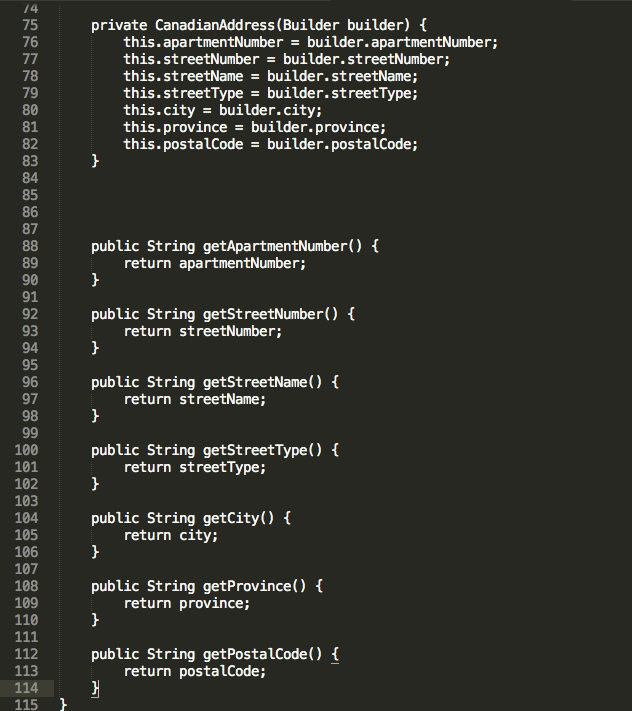 74
75 private CanadianAddress(Builder builder) {
76 this.apartmentNumber = builder.apartmentNumber;
77 this.streetNumber = builder.streetNumber;
78 this.streetName = builder.streetName;
79 this.streetType = builder.streetType;
80 this.city = builder.city;
81 this.province = builder.province;
82 this.postalCode = builder.postalCode;
83 }
84
85
86
87
88 public String getApartmentNumber() {
89 return apartmentNumber;
90 }
91
92 public String getStreetNumber() {
93 return streetNumber;
94 }
95
96 public String getStreetName() {
97 return streetName;
98 }
99
100 public String getStreetType() {
101 return streetType;
102 }
103
104 public String getCity() {
105 return city;
106 }
107
108 public String getProvince() {
109 return province;
110 }
111
112 public String getPostalCode() {
113 return postalCode;
114 }
115 }